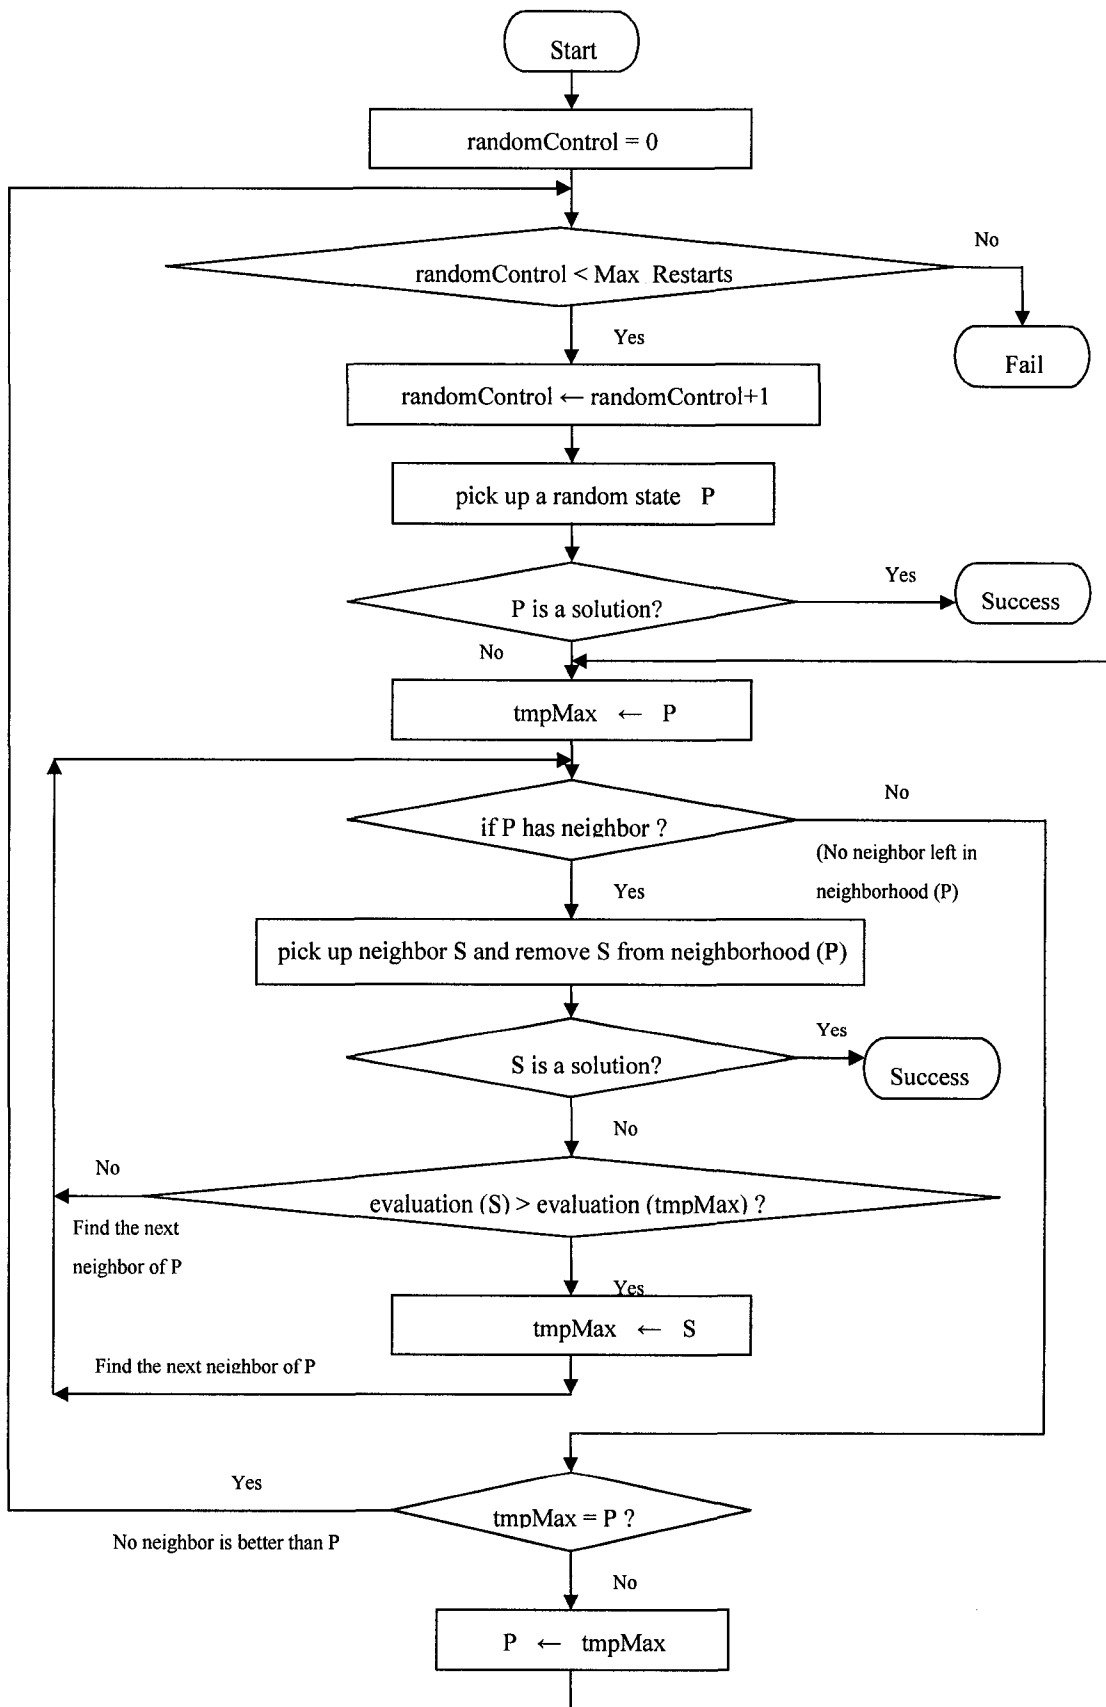 Start
randomControl = 0
No
randomControl < Max Restarts
Yes
Fail
randomControl ← randomControl+1
pick up a random state P
Yes
P is a solution?
Success
No
tmpMax ← P
No
if P has neighbor ?
(No neighbor left in
neighborhood (P)
Yes
pick up neighbor S and remove S from neighborhood (P)
Yes
S is a solution?
Success
No
No
evaluation (S) > evaluation (tmpMax) ?
Find the next
neighbor of P
Yes
tmpMax ← S
Find the next neighbor of P
Yes
tmpMax = P ?
No neighbor is better than P
No
P ← tmpMax